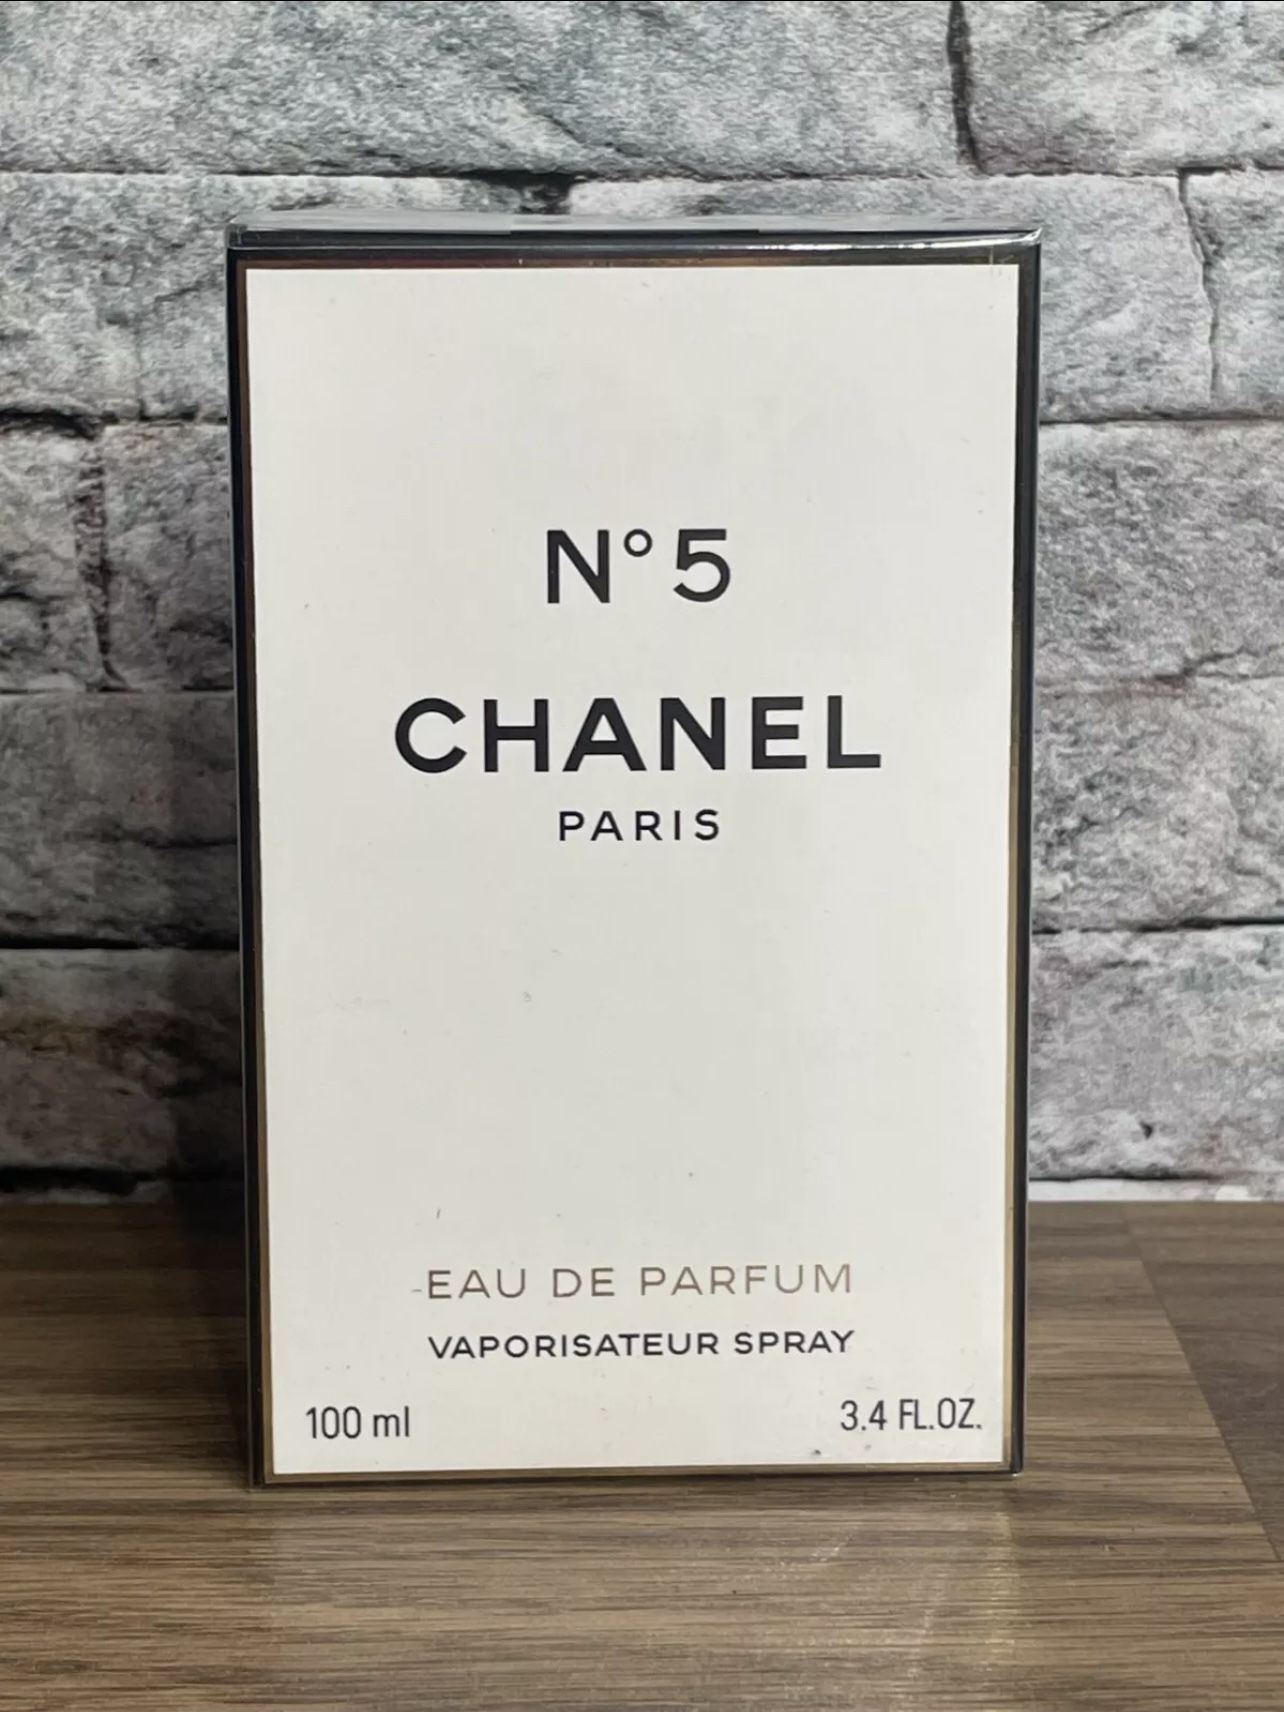 N° 5
CHANEL
PARIS
EAU DE PARFUM
VAPORISATEUR SPRAY
100 ml
3.4 FL.OZ.